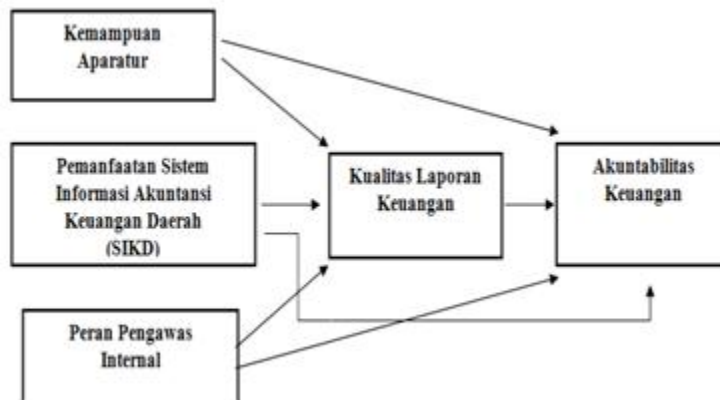 Kemampuan
Aparatur
Pemanfaatan Sistem
Informasi Akuntansi
Keuangan Daerah
(SIKD)
Peran Pengawas
Internal
Kualitas Laporan
Keuangan
Akuntabilitas
Keuangan